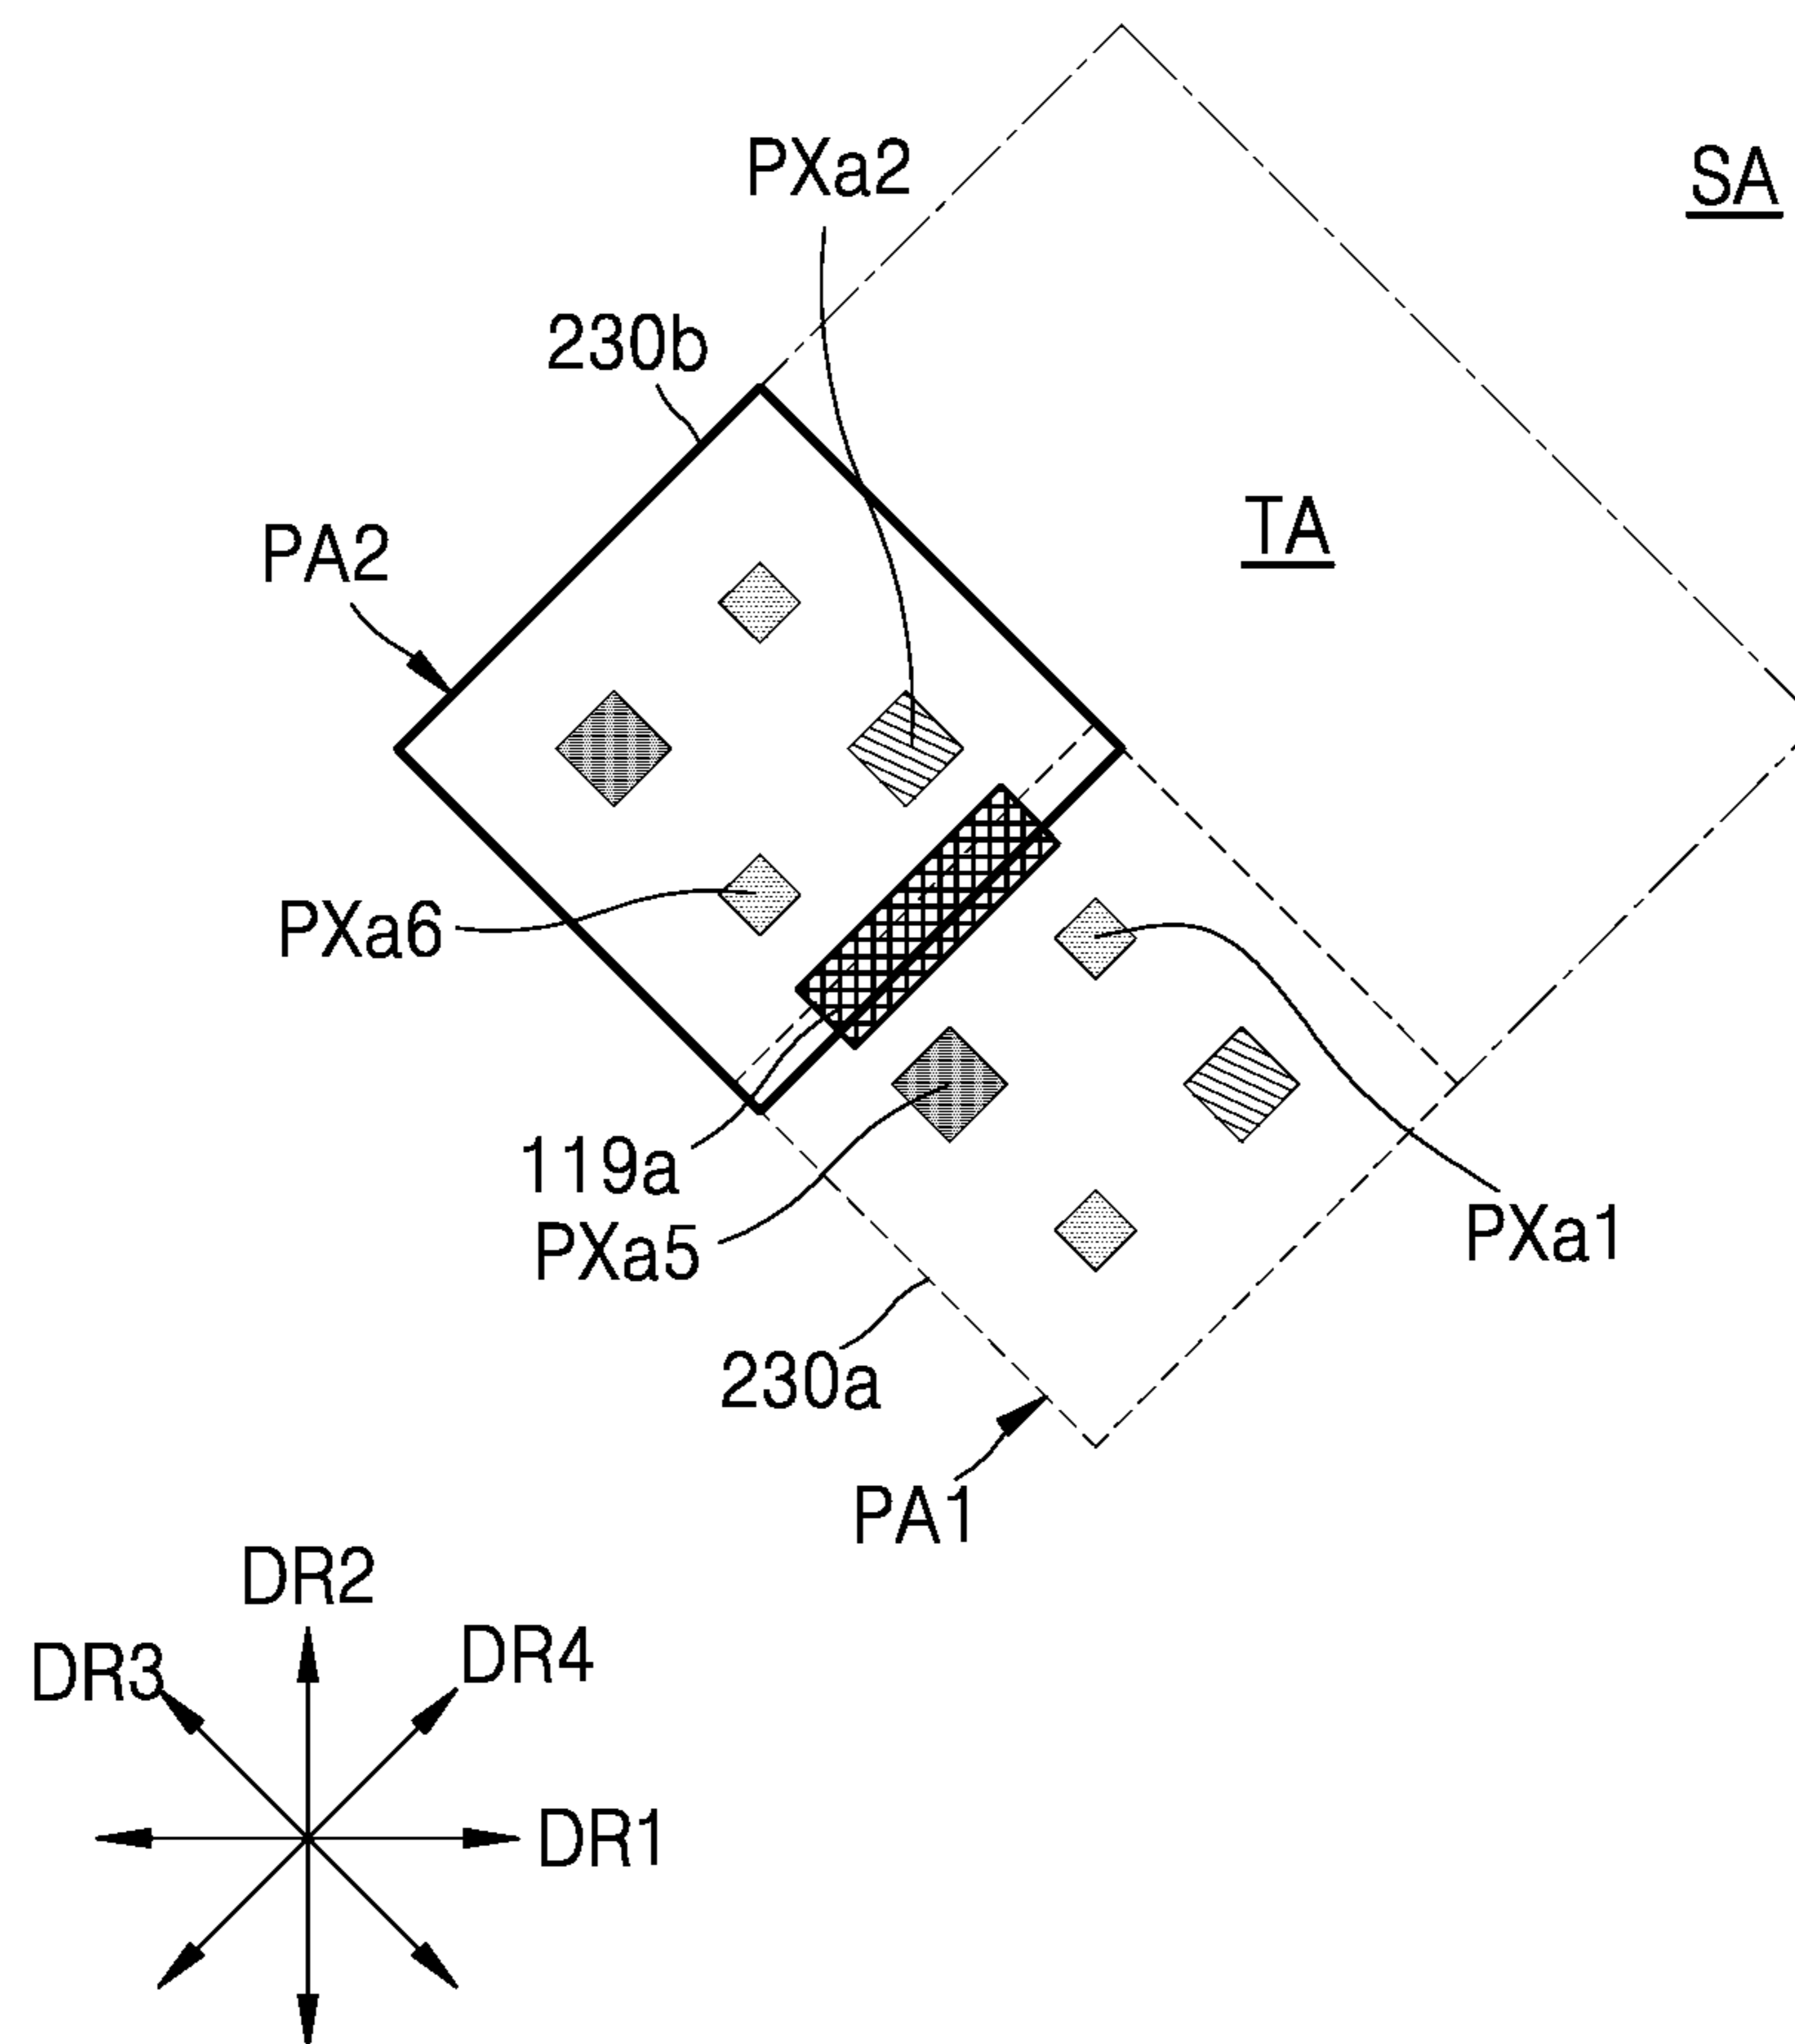 PXa2
SA
230b
TA
PA2
PXa6
119a
PXa1
PXa5
230a
PA1
DR2
DR3
DR4
DR1